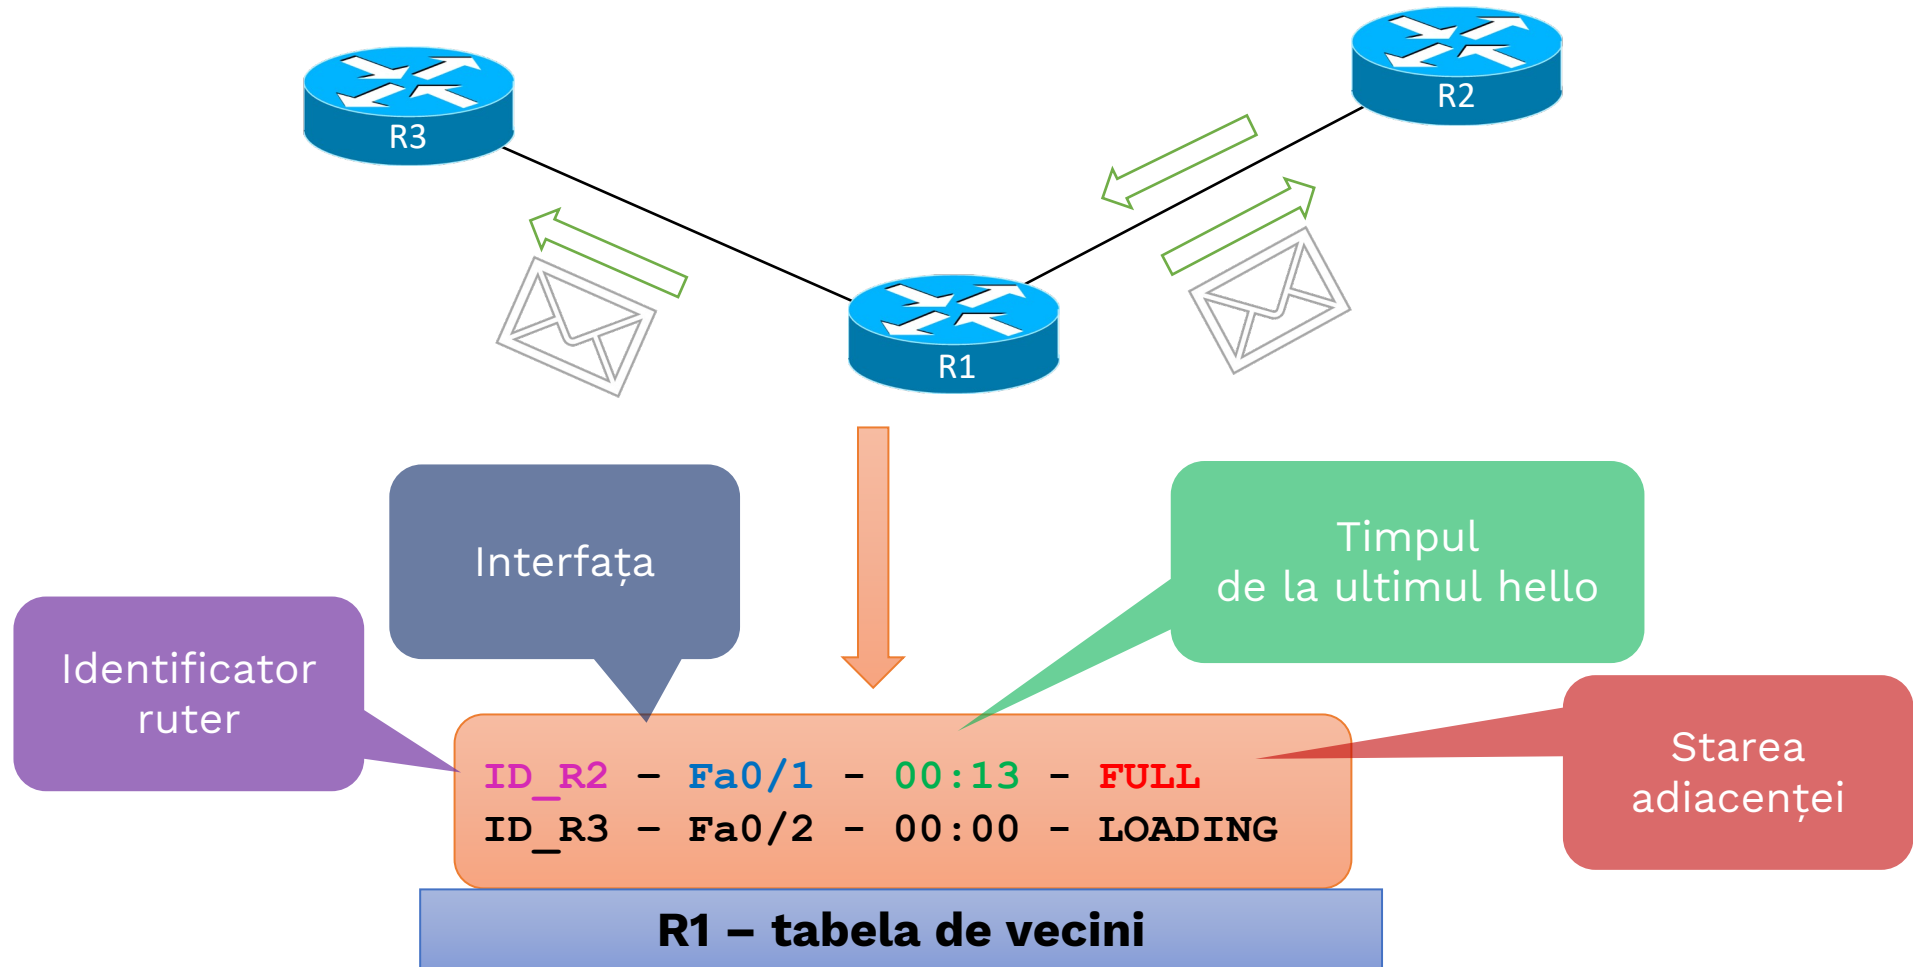 R2
R3
R1
Interfața
Timpul
de la ultimul hello
Identificator
ruter
Starea
adiacenței
ID_R2 – Fa0/1 – 00:13 – FULL
ID_R3 – Fa0/2 – 00:00 – LOADING
R1 – tabela de vecini